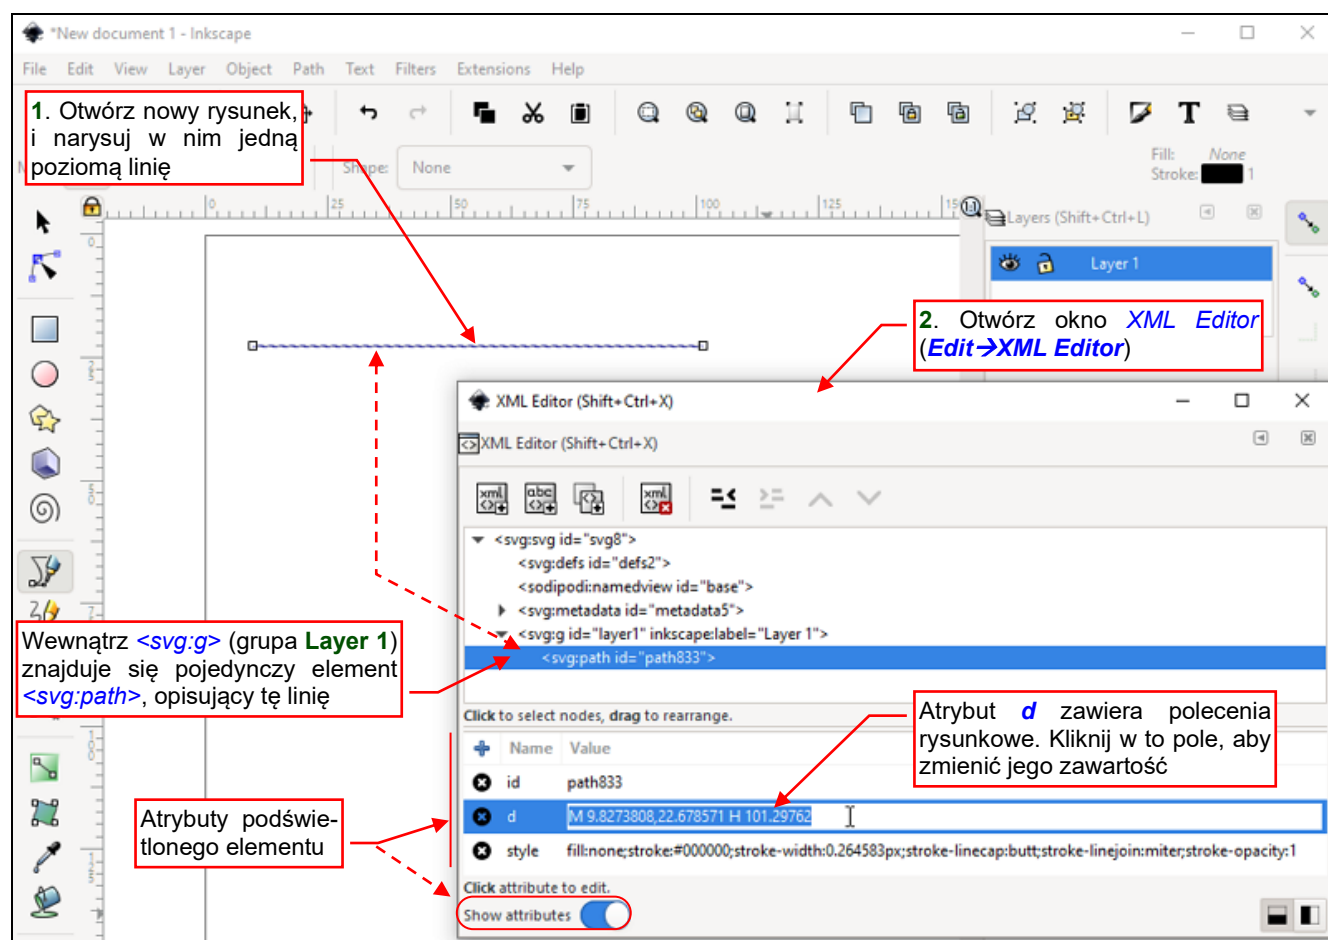 *New document 1 - Inkscape
File Edit View Layer Object Path Text Filters Extensions Help
1. Otwórz nowy rysunek,
i narysuj w nim jedną
poziomą linię
Shape: None
Fill: None
Stroke: 1
0 25 50 75 100 125
Layers (Shift+Ctrl+L)
Layer 1
2. Otwórz okno XML Editor
(Edit→XML Editor)
XML Editor (Shift+Ctrl+X)
XML Editor (Shift+Ctrl+X)
<svg:svg id="svg8">
<svg:defs id="defs2">
<sodipodi:namedview id="base">
<svg:metadata id="metadata5">
<svg:g id="layer1" inkscape:label="Layer 1">
<svg:path id="path833">
Wewnątrz <svg:g> (grupa Layer 1)
znajduje się pojedynczy element
<svg:path>, opisujący tę linię
Click to select nodes, drag to rearrange.
Atrybut d zawiera polecenia
rysunkowe. Kliknij w to pole, aby
zmienić jego zawartość
Name Value
id path833
d M 9.8273808,22.678571 H 101.29762
style fill:none;stroke:#000000;stroke-width:0.264583px;stroke-linecap:butt;stroke-linejoin:miter;stroke-opacity:1
Atrybuty podświe-
tlonego elementu
Click attribute to edit.
Show attributes